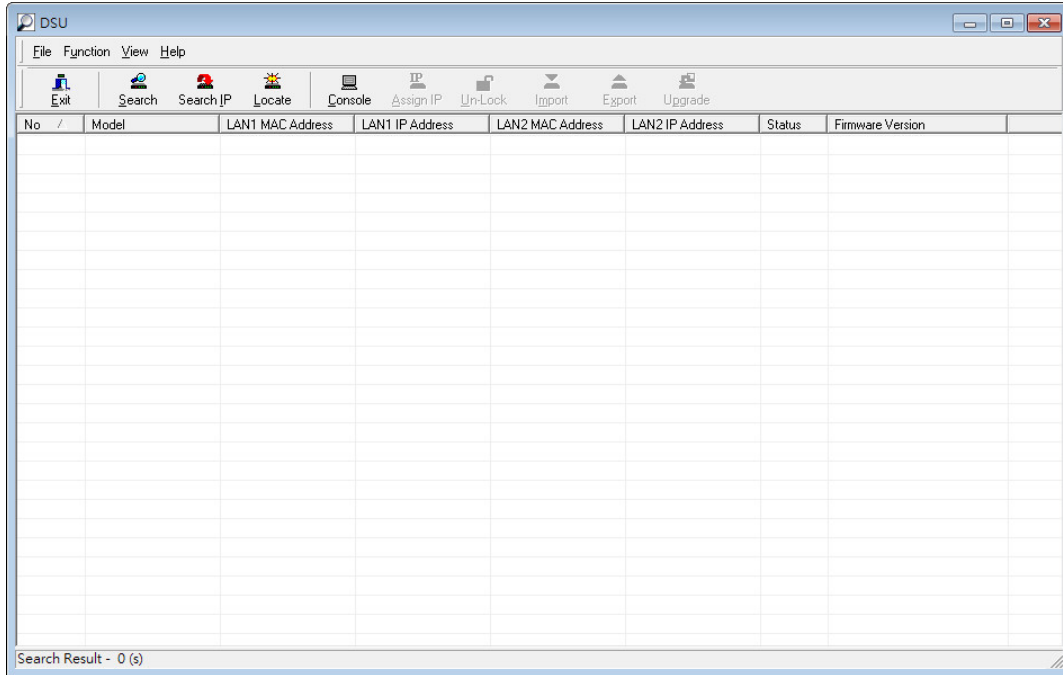 DSU
File Function View Help
Exit Search Search IP Locate Console Assign IP Un-Lock Import Export Upgrade
No / Model LAN1 MAC Address LAN1 IP Address LAN2 MAC Address LAN2 IP Address Status Firmware Version
Search Result - 0 (s)